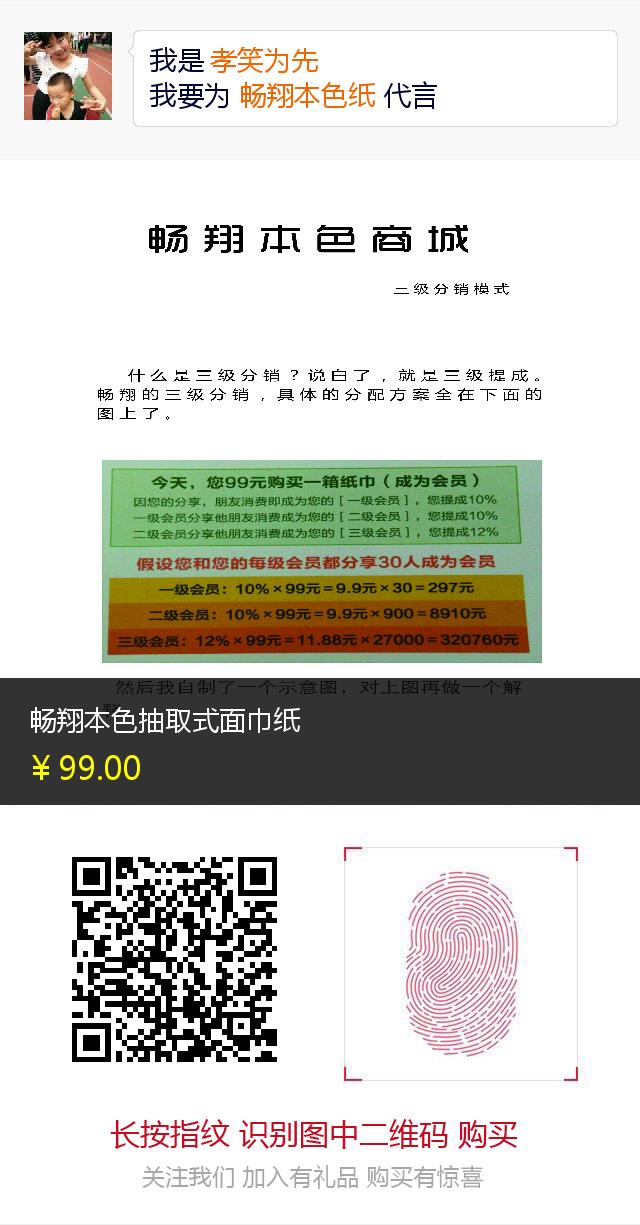 我是 孝笑为先
我要为 畅翔本色纸 代言
畅翔本色商城
三级分销模式
什么是三级分销？说白了，就是三级提成。
畅翔的三级分销，具体的分配方案全在下面的
图上了。
今天，您99元购买一箱纸巾（成为会员）
因您的分享，朋友消费即成为您的［一级会员］，您提成10%
一级会员分享他朋友消费成为您的［二级会员］，您提成10%
二级会员分享他朋友消费成为您的［三级会员］，您提成12%
假设您和您的每级会员都分享30人成为会员
一级会员：10%×99元＝9.9元×30＝297元
二级会员：10%×99元＝9.9元×900＝8910元
三级会员：12%×99元＝11.88元×27000＝320760元
然后我自制了一个示意图，对上图再做一个解
畅翔本色抽取式面巾纸
￥99.00
长按指纹 识别图中二维码 购买
关注我们 加入有礼品 购买有惊喜